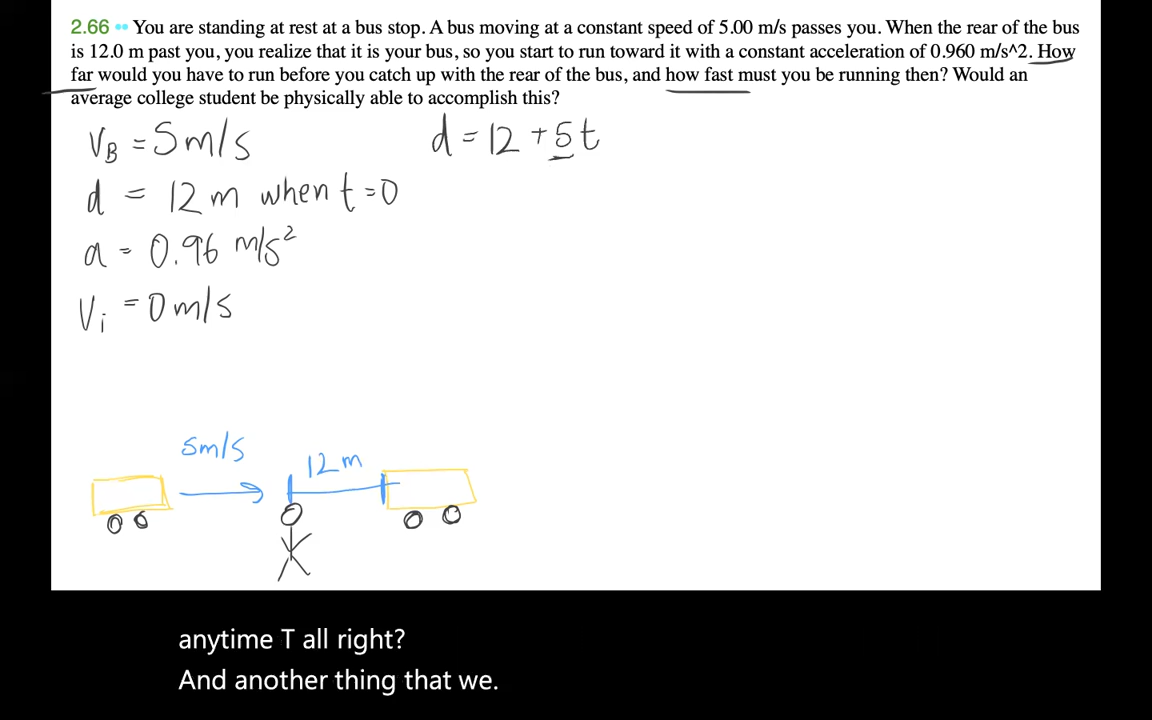 2.66 •• You are standing at rest at a bus stop. A bus moving at a constant speed of 5.00 m/s passes you. When the rear of the bus
is 12.0 m past you, you realize that it is your bus, so you start to run toward it with a constant acceleration of 0.960 m/s^2. How
far would you have to run before you catch up with the rear of the bus, and how fast must you be running then? Would an
average college student be physically able to accomplish this?
V_B = 5m/s
d = 12 + 5t
d = 12 m when t = 0
a = 0.96 m/s²
V_i = 0 m/s
5m/s
12 m
anytime T all right?
And another thing that we.